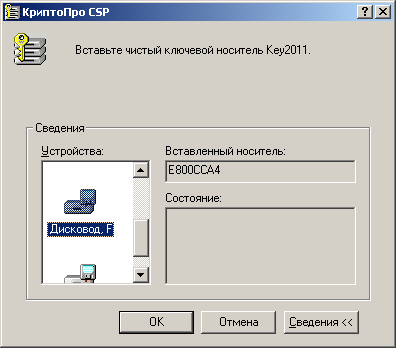 КриптоПро CSP
Вставьте чистый ключевой носитель Key2011.
Сведения
Устройства:
Вставленный носитель:
E800CCA4
Состояние:
Дисковод, F
OK
Отмена
Сведения <<